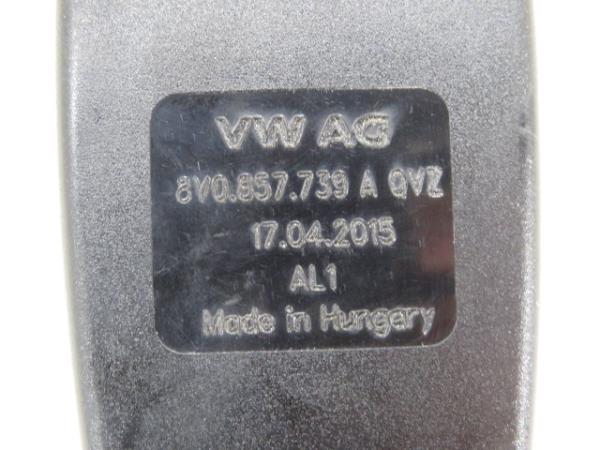 VW AG
8V0.857.739 A QVZ
17.04.2015
AL1
Made in Hungary